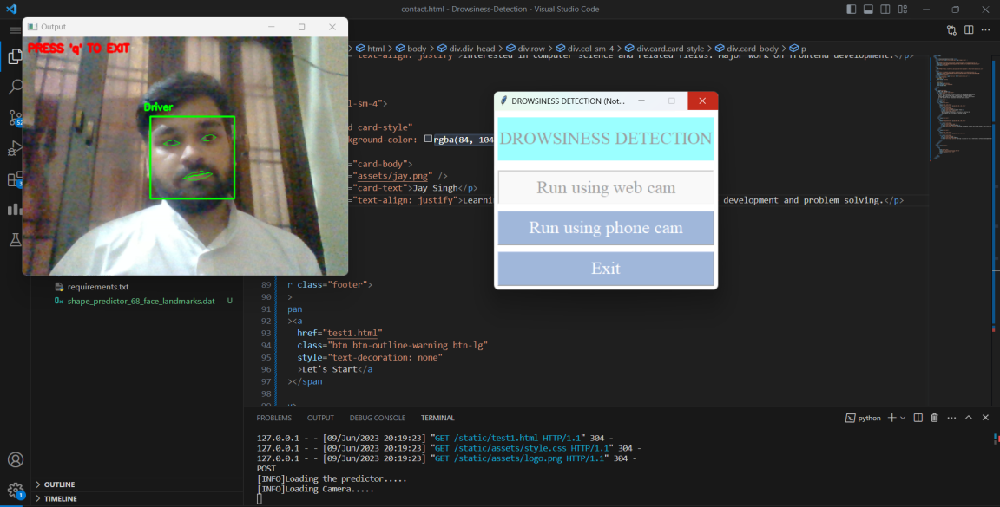 contact.html - Drowsiness-Detection - Visual Studio Code
Output
PRESS 'q' TO EXIT
Driver
html > body > div.div-head > div.row > div.col-sm-4 > div.card.card-style > div.card-body > p
text-align: justify">Interested in computer science and related fields. Major work on frontend development.</p>
l-sm-4">
d card-style"
kground-color: rgba(84, 104
="card-body">
="assets/jay.png" />
="card-text">Jay Singh</p>
="text-align: justify">Learnin
development and problem solving.</p>
DROWSINESS DETECTION (Not...
DROWSINESS DETECTION
Run using web cam
Run using phone cam
Exit
requirements.txt
shape_predictor_68_face_landmarks.dat U
89 r class="footer">
90 >
91 pan
92 ><a
93 href="test1.html"
94 class="btn btn-outline-warning btn-lg"
95 style="text-decoration: none"
96 >Let's Start</a
97 ></span
98
99
OUTLINE
TIMELINE
PROBLEMS OUTPUT DEBUG CONSOLE TERMINAL
python
127.0.0.1 - - [09/Jun/2023 20:19:23] "GET /static/test1.html HTTP/1.1" 304 -
127.0.0.1 - - [09/Jun/2023 20:19:23] "GET /static/assets/style.css HTTP/1.1" 304 -
127.0.0.1 - - [09/Jun/2023 20:19:23] "GET /static/assets/logo.png HTTP/1.1" 304 -
POST
[INFO]Loading the predictor.....
[INFO]Loading Camera.....